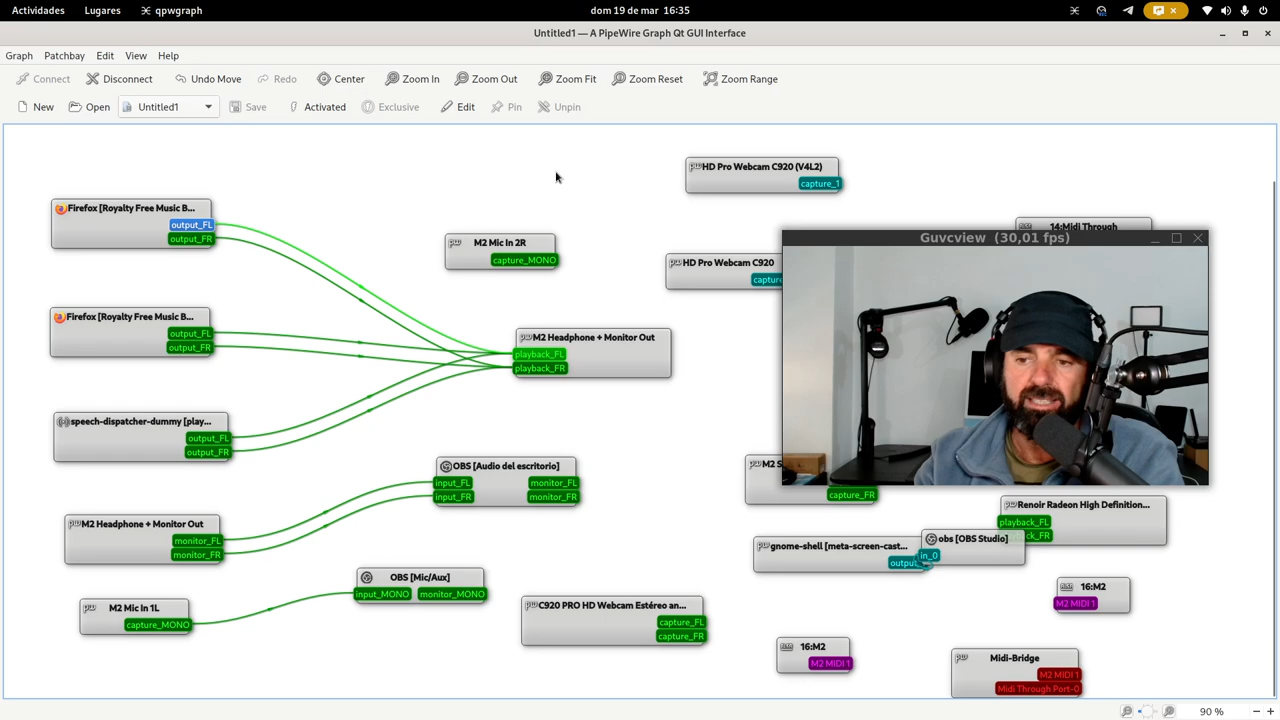 Actividades Lugares qpwgraph dom 19 de mar 16:35
Untitled1 — A PipeWire Graph Qt GUI Interface
Graph Patchbay Edit View Help
Connect Disconnect Undo Move Redo Center Zoom In Zoom Out Zoom Fit Zoom Reset Zoom Range
New Open Untitled1 Save Activated Exclusive Edit Pin Unpin
HD Pro Webcam C920 (V4L2)
capture_1
Firefox [Royalty Free Music B...
output_FL
output_FR
M2 Mic In 2R
capture_MONO
14:Midi Through
Guvcview (30,01 fps)
HD Pro Webcam C920
capture
Firefox [Royalty Free Music B...
output_FL
output_FR
M2 Headphone + Monitor Out
playback_FL
playback_FR
speech-dispatcher-dummy [play...
output_FL
output_FR
OBS [Audio del escritorio]
input_FL monitor_FL
input_FR monitor_FR
M2 S
capture_FR
Renoir Radeon High Definition...
playback_FL
ck_FR
M2 Headphone + Monitor Out
monitor_FL
monitor_FR
gnome-shell [meta-screen-cast...
output_
obs [OBS Studio]
in_0
OBS [Mic/Aux]
input_MONO monitor_MONO
M2 Mic In 1L
capture_MONO
C920 PRO HD Webcam Estéreo an...
capture_FL
capture_FR
16:M2
M2 MIDI 1
16:M2
M2 MIDI 1
Midi-Bridge
M2 MIDI 1
Midi Through Port-0
90 %